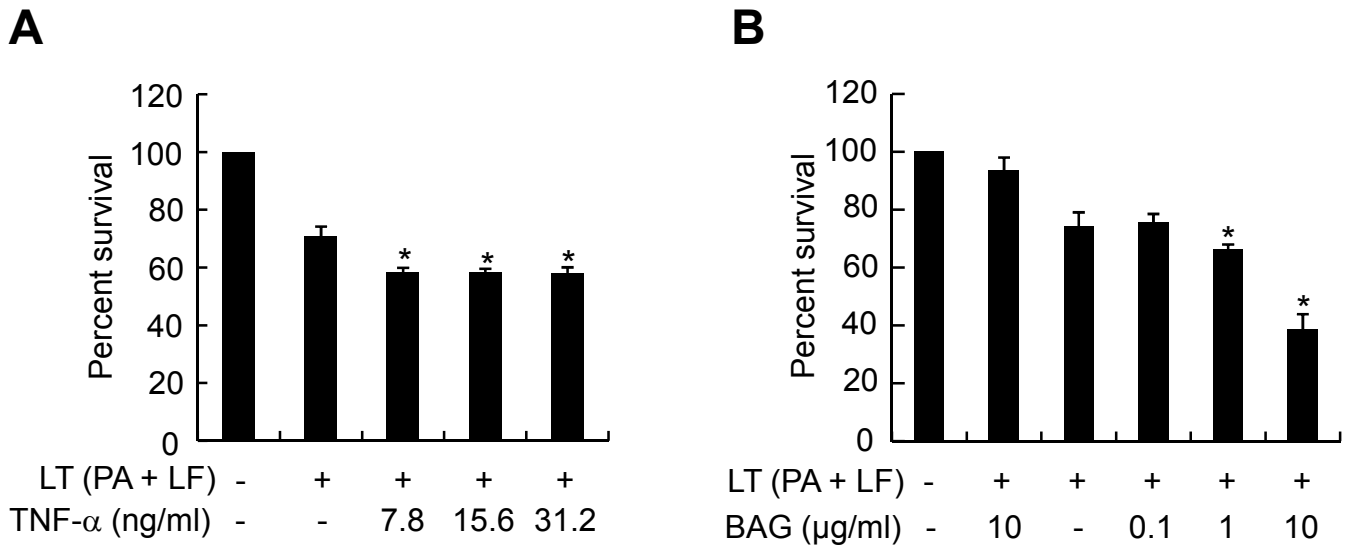 A
Percent survival
120
100
80
60
40
20
0
* * *
LT (PA + LF) - + + + +
TNF-α (ng/ml) - - 7.8 15.6 31.2
B
Percent survival
120
100
80
60
40
20
0
* *
LT (PA + LF) - + + + + +
BAG (µg/ml) - 10 - 0.1 1 10